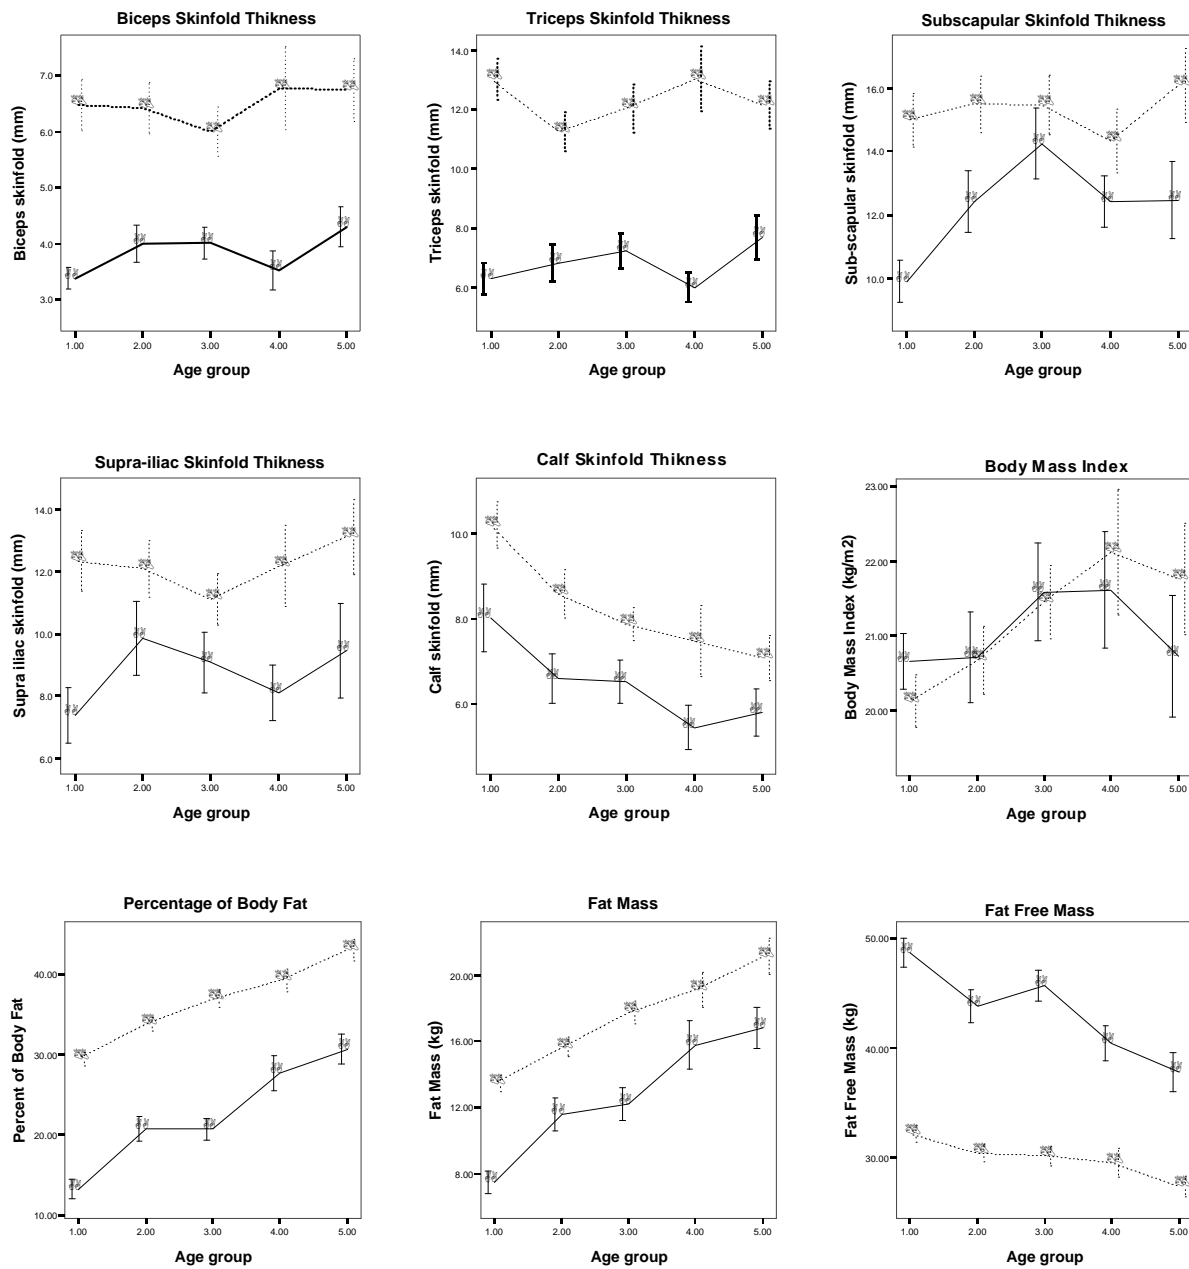 Biceps Skinfold Thikness
Biceps skinfold (mm)
7.0
6.0
5.0
4.0
3.0
1.00 2.00 3.00 4.00 5.00
Age group
Triceps Skinfold Thikness
Triceps skinfold (mm)
14.0
12.0
10.0
8.0
6.0
1.00 2.00 3.00 4.00 5.00
Age group
Subscapular Skinfold Thikness
Sub-scapular skinfold (mm)
16.0
14.0
12.0
10.0
1.00 2.00 3.00 4.00 5.00
Age group
Supra-iliac Skinfold Thikness
Supra iliac skinfold (mm)
14.0
12.0
10.0
8.0
6.0
1.00 2.00 3.00 4.00 5.00
Age group
Calf Skinfold Thikness
Calf skinfold (mm)
10.0
8.0
6.0
1.00 2.00 3.00 4.00 5.00
Age group
Body Mass Index
Body Mass Index (kg/m2)
23.00
22.00
21.00
20.00
1.00 2.00 3.00 4.00 5.00
Age group
Percentage of Body Fat
Percent of Body Fat
40.00
30.00
20.00
10.00
1.00 2.00 3.00 4.00 5.00
Age group
Fat Mass
Fat Mass (kg)
20.00
16.00
12.00
8.00
1.00 2.00 3.00 4.00 5.00
Age group
Fat Free Mass
Fat Free Mass (kg)
50.00
40.00
30.00
1.00 2.00 3.00 4.00 5.00
Age group